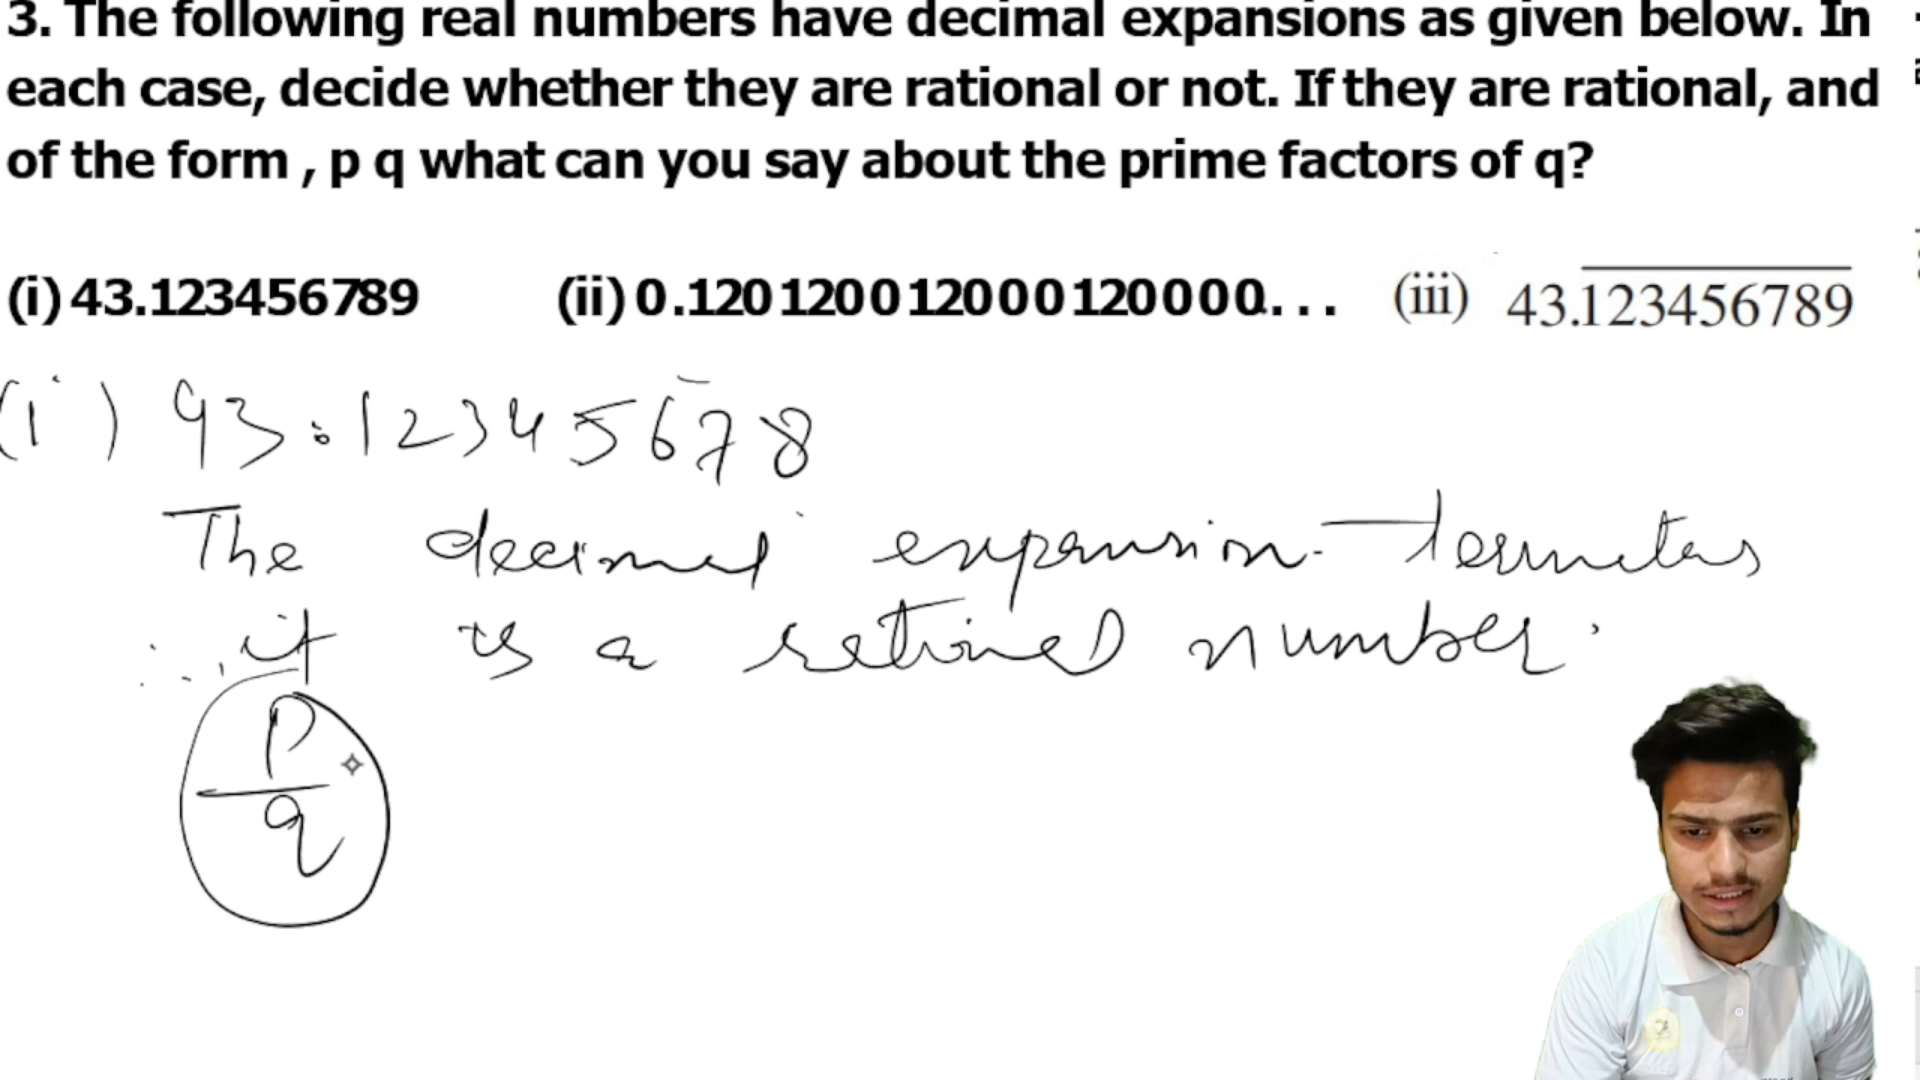 3. The following real numbers have decimal expansions as given below. In
each case, decide whether they are rational or not. If they are rational, and
of the form , p q what can you say about the prime factors of q?
(i) 43.123456789 (ii) 0.120120012000120000... (iii) 43.123456789
(i) 43.12345678
The decimal expansion terminates
∴ it is a rational number.
p
q